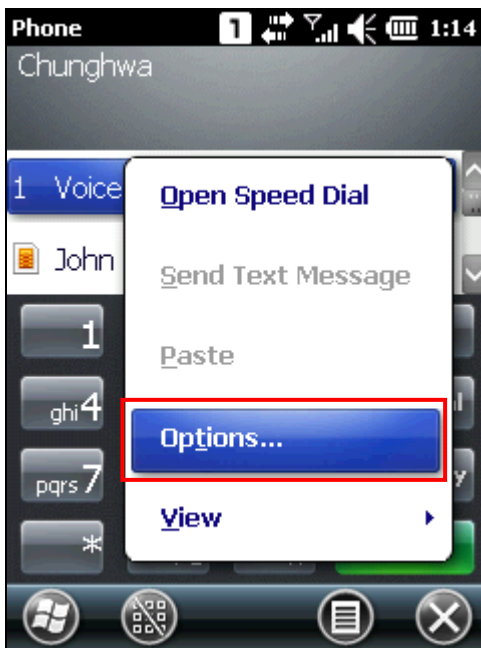 Phone 1 1:14
Chunghwa
1 Voice
Open Speed Dial
John
Send Text Message
1
Paste
ghi 4
Options...
pqrs 7
y
View
*